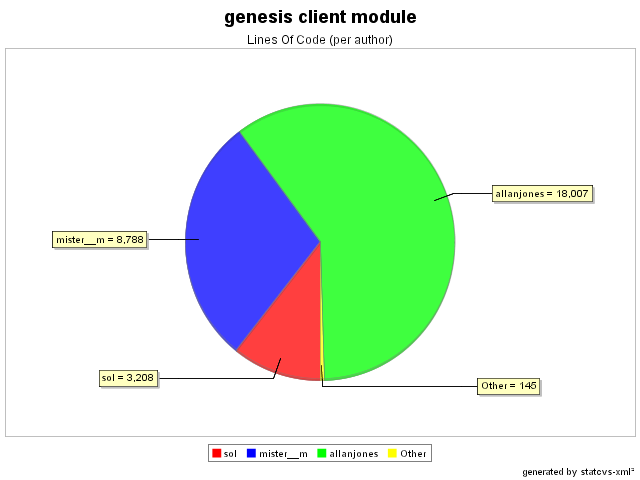 genesis client module
Lines Of Code (per author)
allanjones = 18,007
mister__m = 8,788
sol = 3,208
Other = 145
sol mister__m allanjones Other
generated by statcvs-xml²